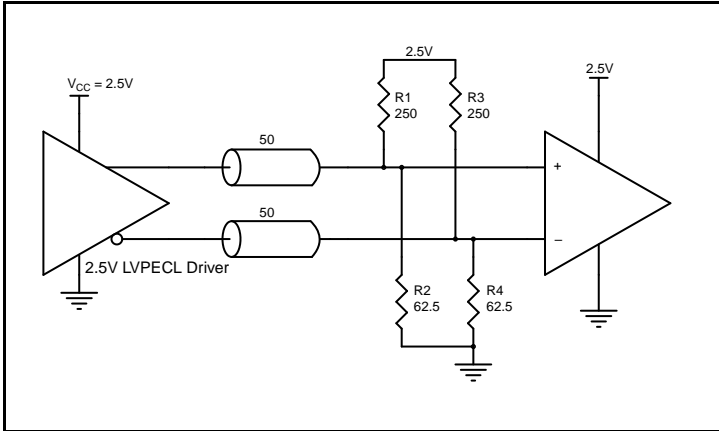 2.5V
V_CC = 2.5V
2.5V
R1
250
R3
250
50
+
50
−
2.5V LVPECL Driver
R2
62.5
R4
62.5